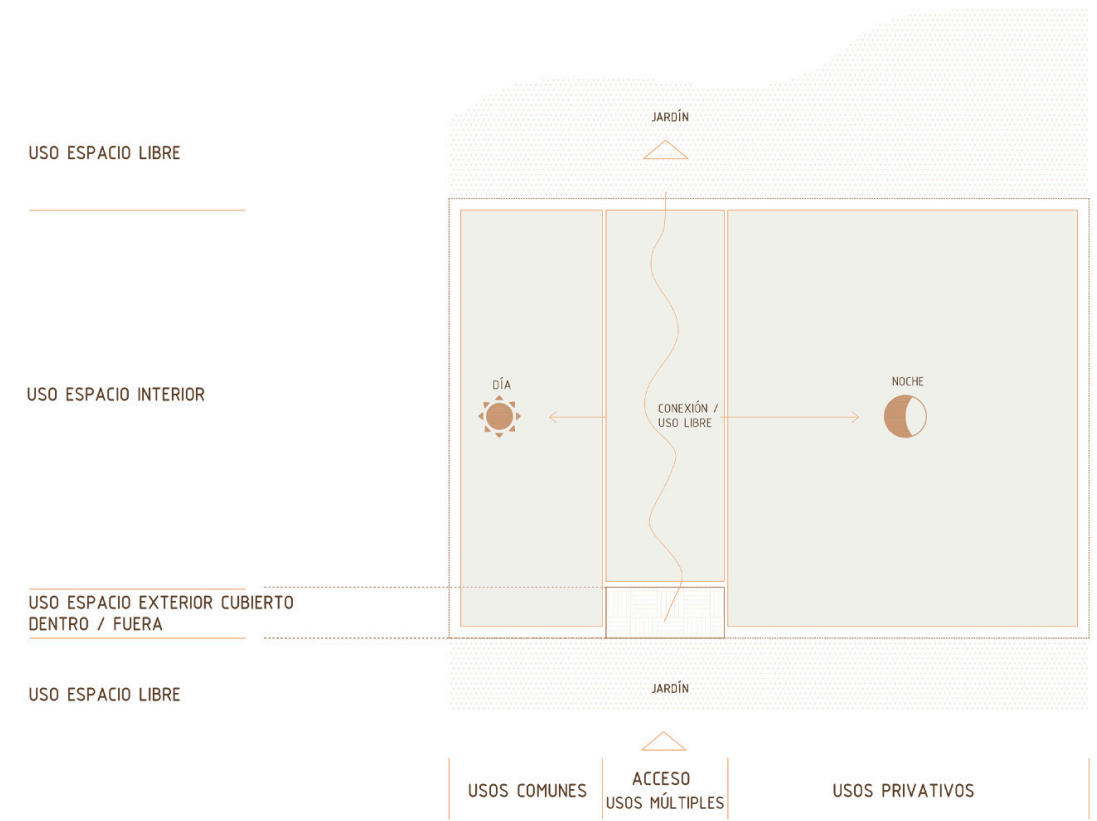 JARDÍN
USO ESPACIO LIBRE
USO ESPACIO INTERIOR
DÍA
CONEXIÓN /
USO LIBRE
NOCHE
USO ESPACIO EXTERIOR CUBIERTO
DENTRO / FUERA
USO ESPACIO LIBRE
JARDÍN
USOS COMUNES
ACCESO
USOS MÚLTIPLES
USOS PRIVATIVOS